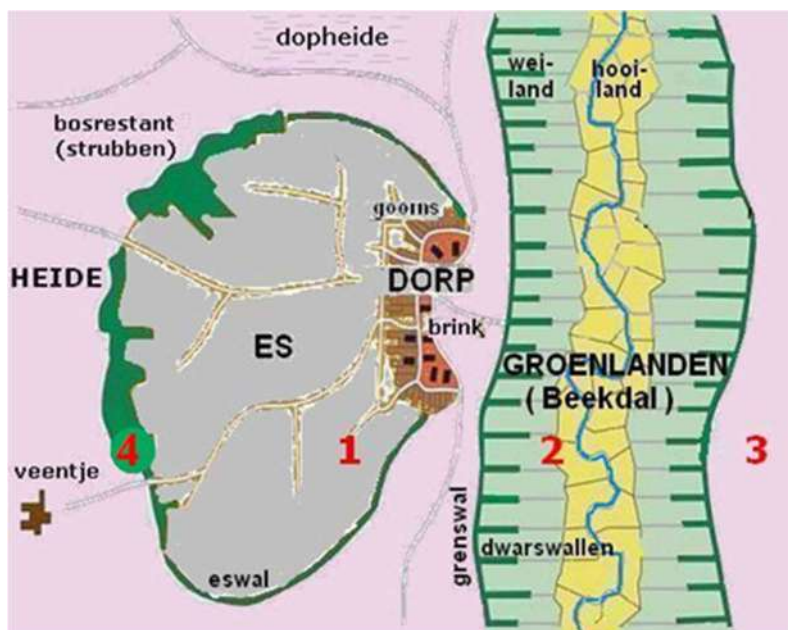 dopheide
wei-
land
hooi-
land
bosrestant
(strubben)
goorns
HEIDE
DORP
brink
ES
GROENLANDEN
( Beekdal )
4
1
2
3
veentje
grenswal
dwarswallen
eswal